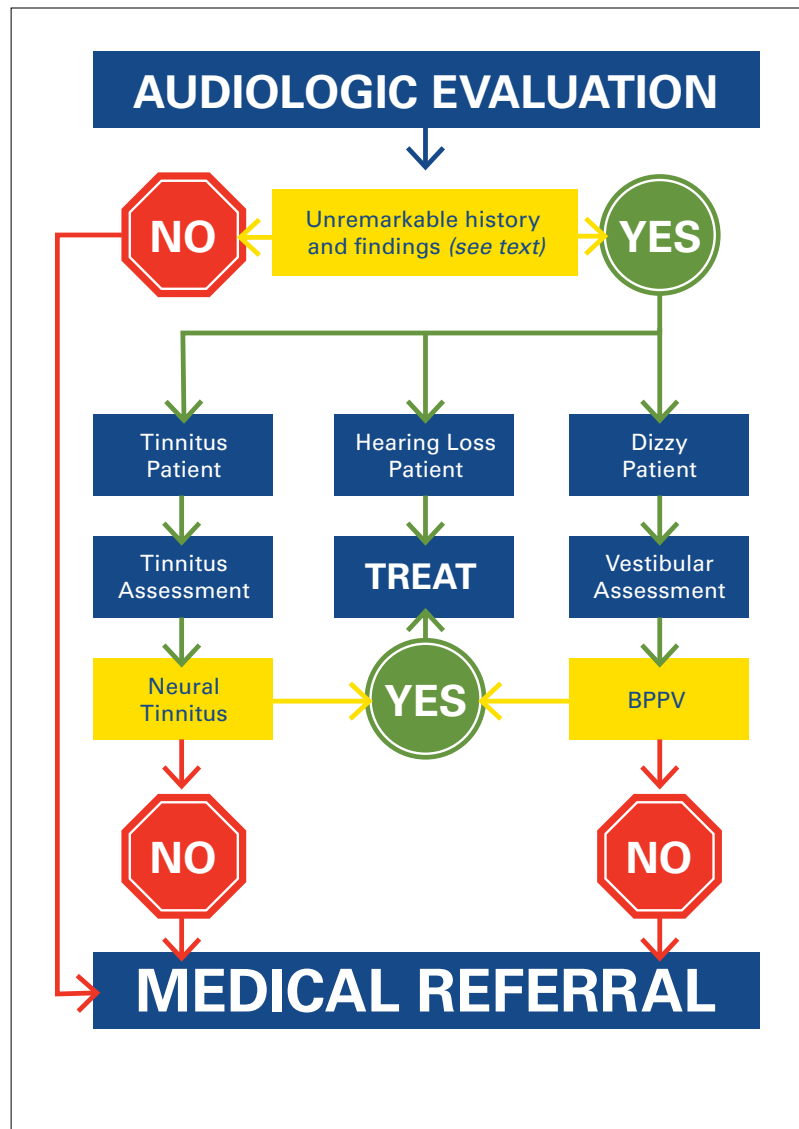 AUDIOLOGIC EVALUATION
NO
Unremarkable history
and findings (see text)
YES
Tinnitus
Patient
Hearing Loss
Patient
Dizzy
Patient
Tinnitus
Assessment
TREAT
Vestibular
Assessment
Neural
Tinnitus
YES
BPPV
NO
NO
MEDICAL REFERRAL